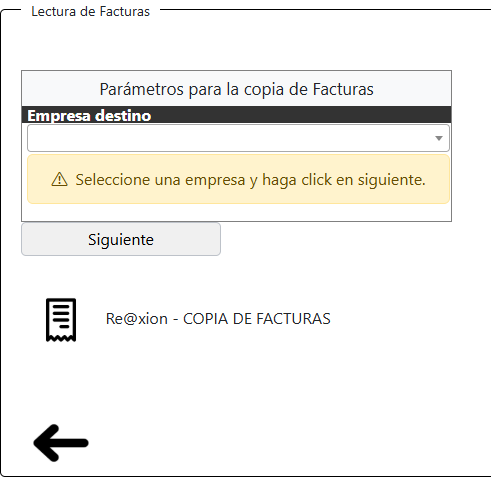 Lectura de Facturas
Parámetros para la copia de Facturas
Empresa destino
Seleccione una empresa y haga click en siguiente.
Siguiente
Re@xion - COPIA DE FACTURAS